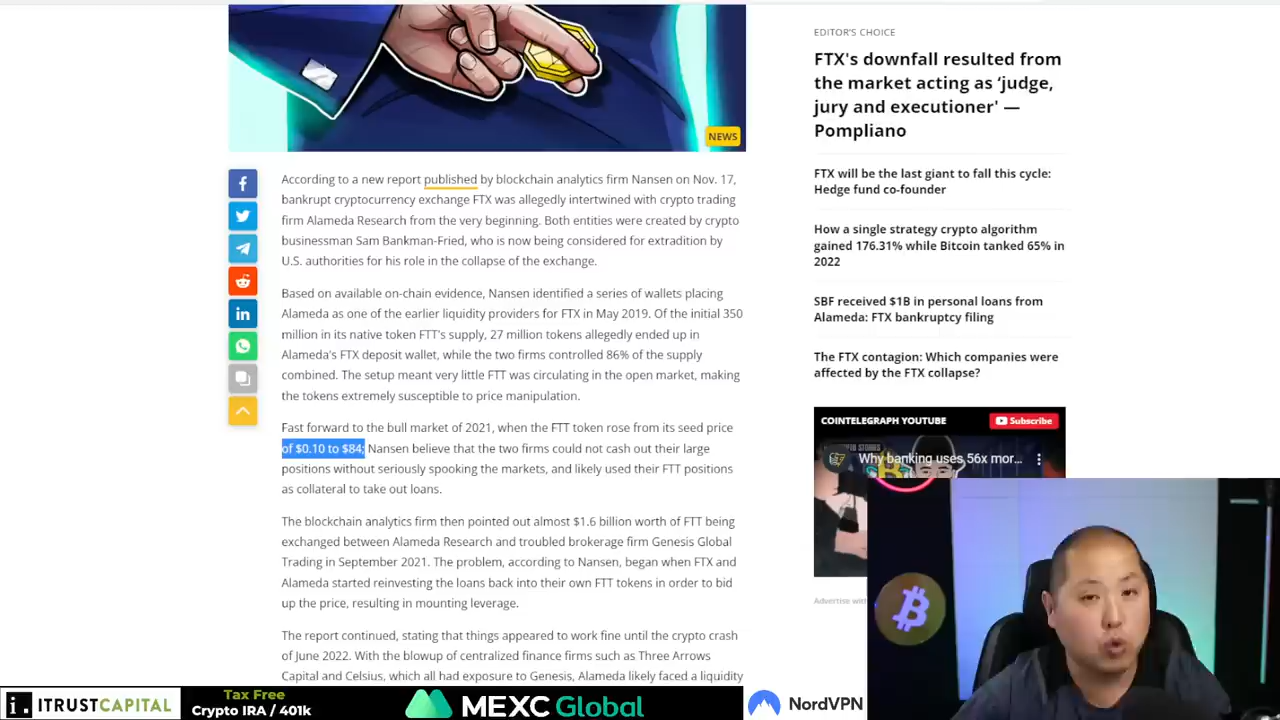 NEWS
According to a new report published by blockchain analytics firm Nansen on Nov. 17,
bankrupt cryptocurrency exchange FTX was allegedly intertwined with crypto trading
firm Alameda Research from the very beginning. Both entities were created by crypto
businessman Sam Bankman-Fried, who is now being considered for extradition by
U.S. authorities for his role in the collapse of the exchange.
Based on available on-chain evidence, Nansen identified a series of wallets placing
Alameda as one of the earlier liquidity providers for FTX in May 2019. Of the initial 350
million in its native token FTT's supply, 27 million tokens allegedly ended up in
Alameda's FTX deposit wallet, while the two firms controlled 86% of the supply
combined. The setup meant very little FTT was circulating in the open market, making
the tokens extremely susceptible to price manipulation.
Fast forward to the bull market of 2021, when the FTT token rose from its seed price
of $0.10 to $84; Nansen believe that the two firms could not cash out their large
positions without seriously spooking the markets, and likely used their FTT positions
as collateral to take out loans.
The blockchain analytics firm then pointed out almost $1.6 billion worth of FTT being
exchanged between Alameda Research and troubled brokerage firm Genesis Global
Trading in September 2021. The problem, according to Nansen, began when FTX and
Alameda started reinvesting the loans back into their own FTT tokens in order to bid
up the price, resulting in mounting leverage.
The report continued, stating that things appeared to work fine until the crypto crash
of June 2022. With the blowup of centralized finance firms such as Three Arrows
Capital and Celsius, which all had exposure to Genesis, Alameda likely faced a liquidity
EDITOR'S CHOICE
FTX's downfall resulted from
the market acting as ‘judge,
jury and executioner' —
Pompliano
FTX will be the last giant to fall this cycle:
Hedge fund co-founder
How a single strategy crypto algorithm
gained 176.31% while Bitcoin tanked 65% in
2022
SBF received $1B in personal loans from
Alameda: FTX bankruptcy filing
The FTX contagion: Which companies were
affected by the FTX collapse?
COINTELEGRAPH YOUTUBE
Subscribe
Why banking uses 56x mor...
Advertise with
i. ITRUSTCAPITAL
Tax Free
Crypto IRA / 401k
MEXC Global
NordVPN